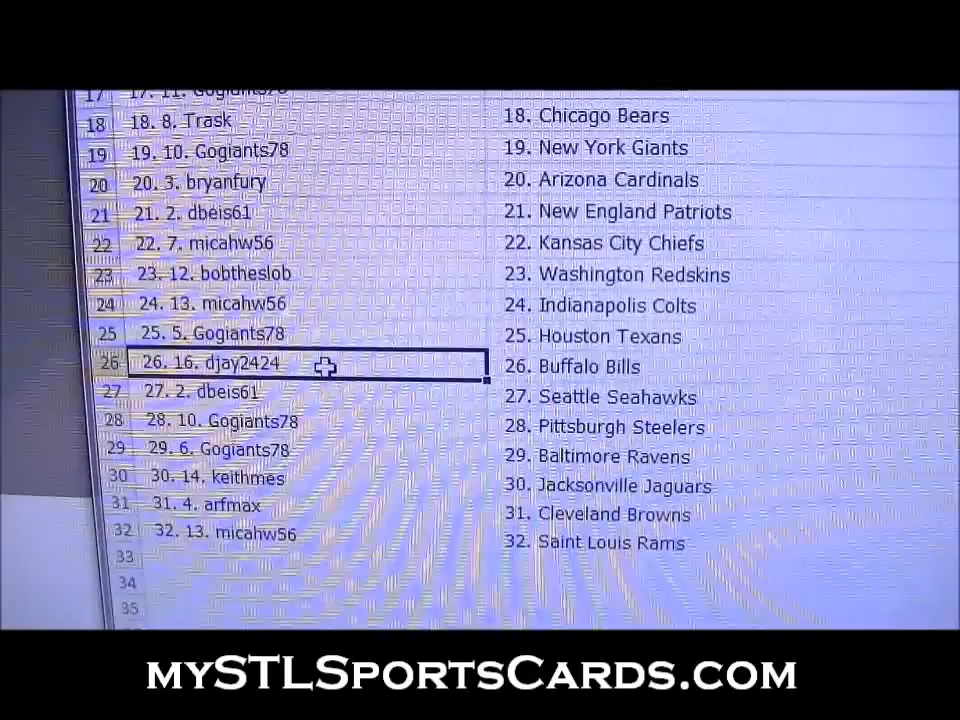 17 17. 11. Gogiants78
18 18. 8. Trask 18. Chicago Bears
19 19. 10. Gogiants78 19. New York Giants
20 20. 3. bryanfury 20. Arizona Cardinals
21 21. 2. dbeis61 21. New England Patriots
22 22. 7. micahw56 22. Kansas City Chiefs
23 23. 12. bobtheslob 23. Washington Redskins
24 24. 13. micahw56 24. Indianapolis Colts
25 25. 5. Gogiants78 25. Houston Texans
26 26. 16. djay2424 26. Buffalo Bills
27 27. 2. dbeis61 27. Seattle Seahawks
28 28. 10. Gogiants78 28. Pittsburgh Steelers
29 29. 6. Gogiants78 29. Baltimore Ravens
30 30. 14. keithmes 30. Jacksonville Jaguars
31 31. 4. arfmax 31. Cleveland Browns
32 32. 13. micahw56 32. Saint Louis Rams
33
34
35
mySTLSportsCards.com